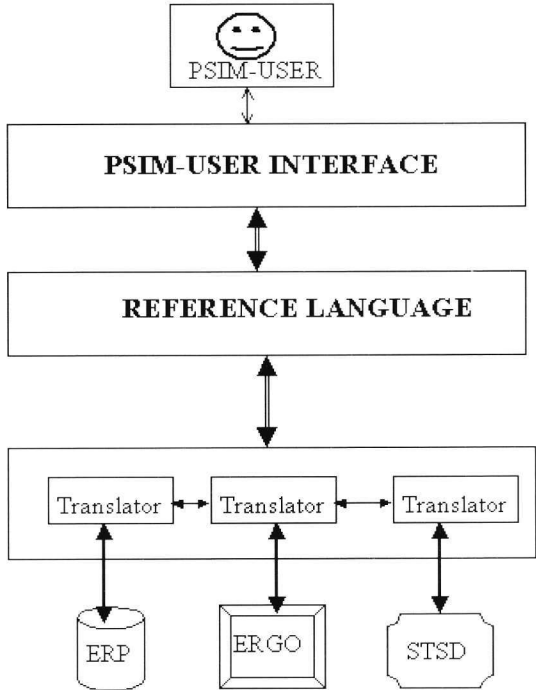 PSIM-USER
PSIM-USER INTERFACE
REFERENCE LANGUAGE
Translator Translator Translator
ERP ERGO STSD